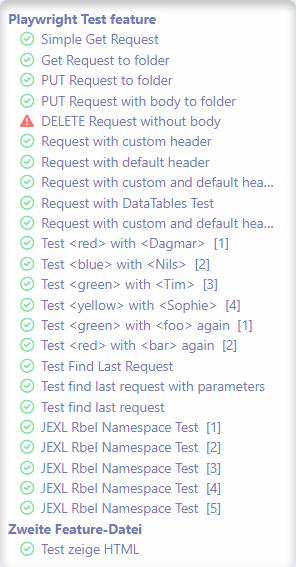 Playwright Test feature
Simple Get Request
Get Request to folder
PUT Request to folder
PUT Request with body to folder
DELETE Request without body
Request with custom header
Request with default header
Request with custom and default hea...
Request with DataTables Test
Request with custom and default hea...
Test <red> with <Dagmar> [1]
Test <blue> with <Nils> [2]
Test <green> with <Tim> [3]
Test <yellow> with <Sophie> [4]
Test <green> with <foo> again [1]
Test <red> with <bar> again [2]
Test Find Last Request
Test find last request with parameters
Test find last request
JEXL Rbel Namespace Test [1]
JEXL Rbel Namespace Test [2]
JEXL Rbel Namespace Test [3]
JEXL Rbel Namespace Test [4]
JEXL Rbel Namespace Test [5]
Zweite Feature-Datei
Test zeige HTML